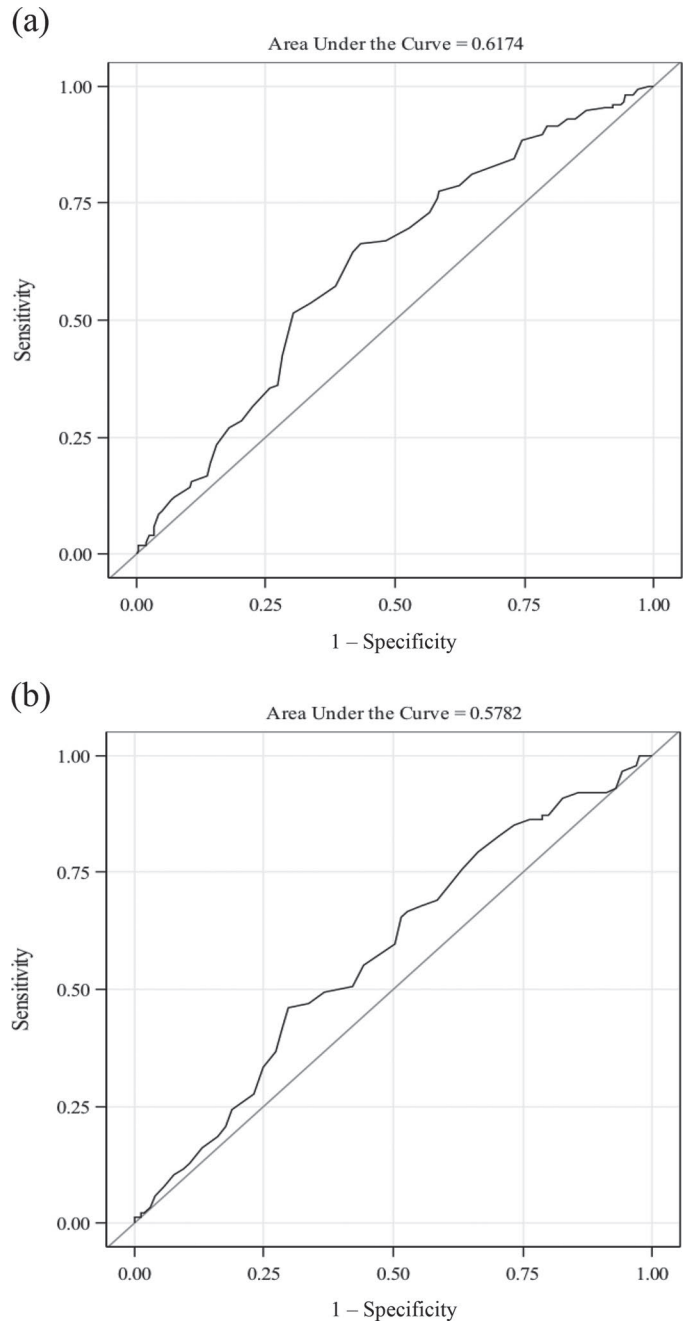 (a)
Area Under the Curve = 0.6174
1.00
0.75
0.50
0.25
0.00
Sensitivity
0.00 0.25 0.50 0.75 1.00
1 – Specificity
(b)
Area Under the Curve = 0.5782
1.00
0.75
0.50
0.25
0.00
Sensitivity
0.00 0.25 0.50 0.75 1.00
1 – Specificity